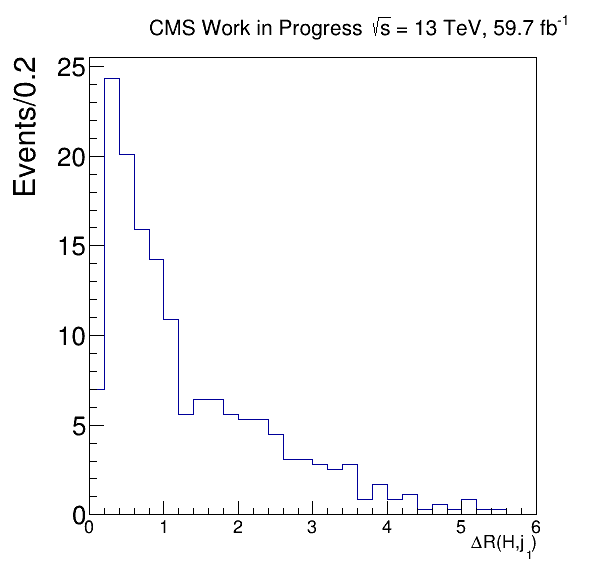 CMS Work in Progress √s = 13 TeV, 59.7 fb⁻¹
Events/0.2
25
20
15
10
5
0
0 1 2 3 4 5 6
ΔR(H,j₁)